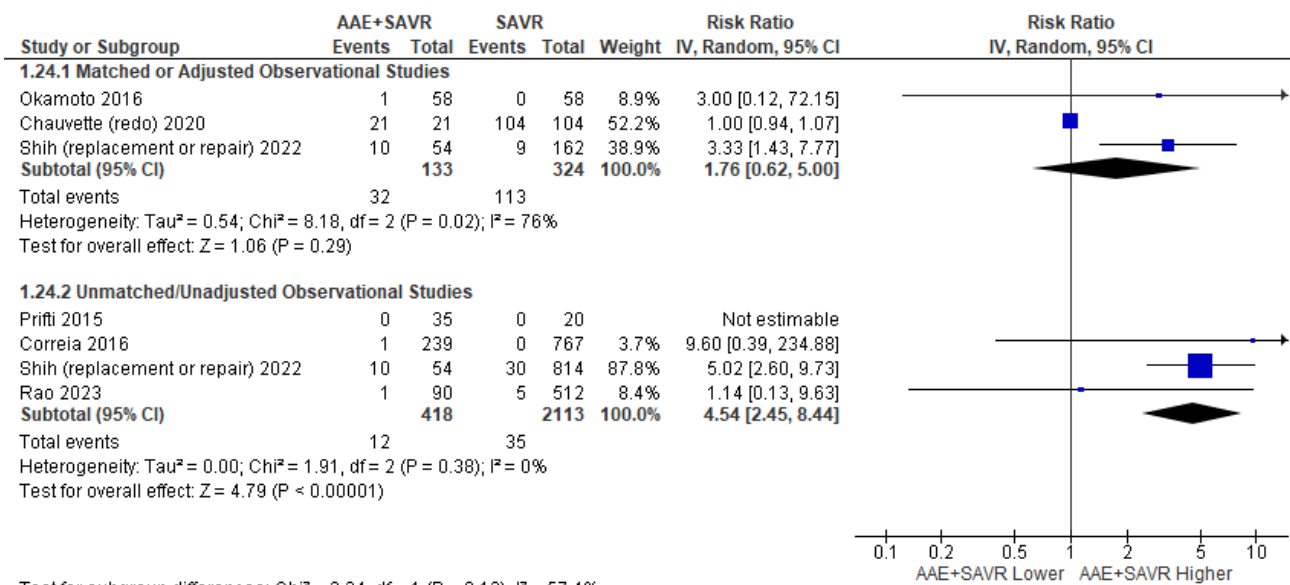 AAE+SAVR SAVR Risk Ratio Risk Ratio
Study or Subgroup Events Total Events Total Weight IV, Random, 95% CI IV, Random, 95% CI
1.24.1 Matched or Adjusted Observational Studies
Okamoto 2016 1 58 0 58 8.9% 3.00 [0.12, 72.15]
Chauvette (redo) 2020 21 21 104 104 52.2% 1.00 [0.94, 1.07]
Shih (replacement or repair) 2022 10 54 9 162 38.9% 3.33 [1.43, 7.77]
Subtotal (95% CI) 133 324 100.0% 1.76 [0.62, 5.00]
Total events 32 113
Heterogeneity: Tau² = 0.54; Chi² = 8.18, df = 2 (P = 0.02); I² = 76%
Test for overall effect: Z = 1.06 (P = 0.29)
1.24.2 Unmatched/Unadjusted Observational Studies
Prifti 2015 0 35 0 20 Not estimable
Correia 2016 1 239 0 767 3.7% 9.60 [0.39, 234.88]
Shih (replacement or repair) 2022 10 54 30 814 87.8% 5.02 [2.60, 9.73]
Rao 2023 1 90 5 512 8.4% 1.14 [0.13, 9.63]
Subtotal (95% CI) 418 2113 100.0% 4.54 [2.45, 8.44]
Total events 12 35
Heterogeneity: Tau² = 0.00; Chi² = 1.91, df = 2 (P = 0.38); I² = 0%
Test for overall effect: Z = 4.79 (P < 0.00001)
0.1 0.2 0.5 1 2 5 10
AAE+SAVR Lower AAE+SAVR Higher
Test for subgroup differences: Chi² = df = 1 (P =